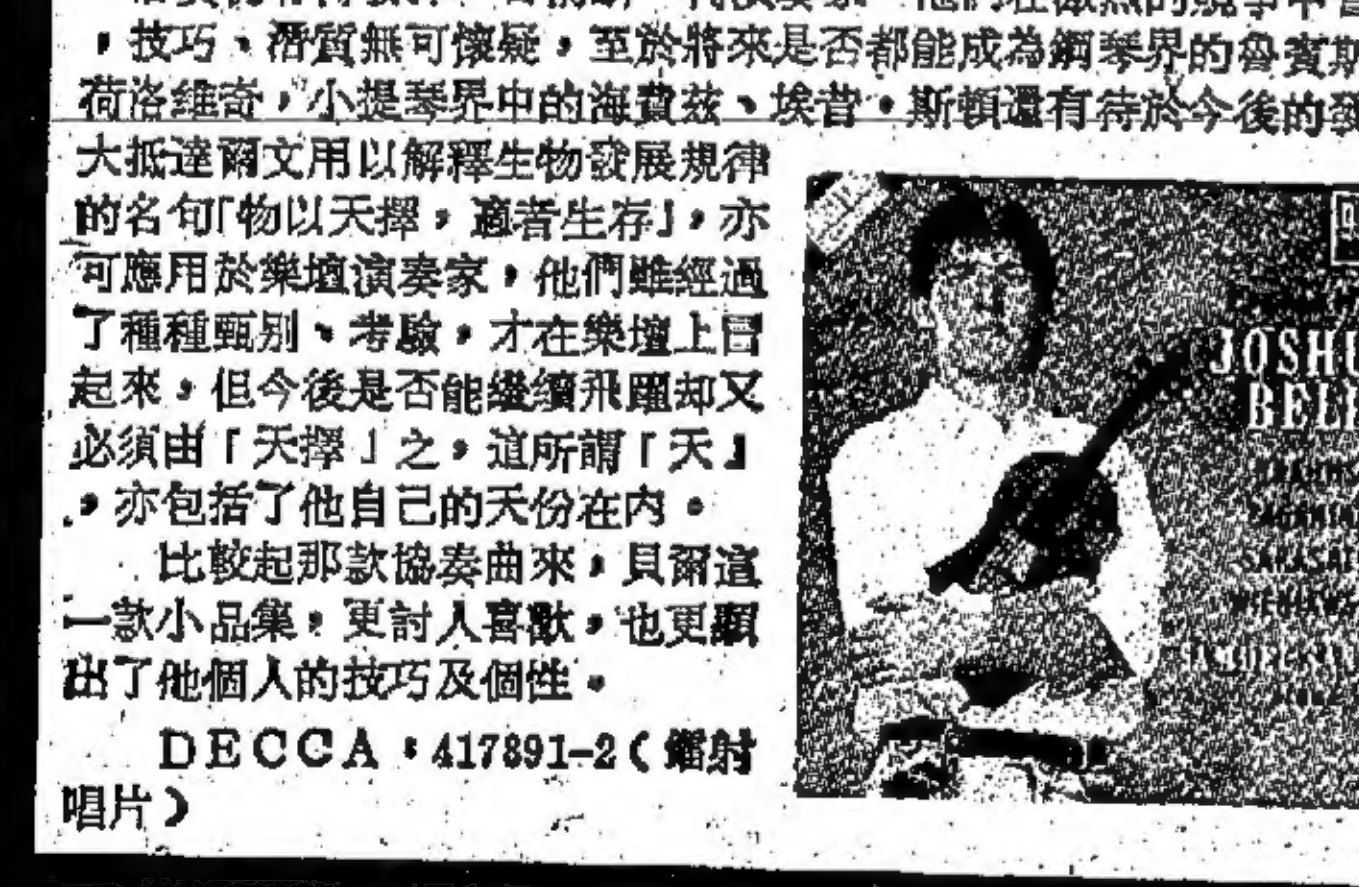 ，技巧、潛質無可懷疑，至於將來是否都能成為鋼琴界的魯賓斯
荷洛維奇，小提琴界中的海費茲、埃昔·斯頓還有待於今後的發
大抵達爾文用以解釋生物發展規律
的名句「物以天擇，適者生存」，亦
可應用於樂壇演奏家，他們雖經過
了種種甄别、考驗，才在樂壇上冒
起來，但今後是否能繼續飛躍却又
必須由「天擇」之，這所謂「天」
，亦包括了他自己的天份在内。
比較起那款協奏曲來，貝爾這
一款小品集，更討人喜歡，也更顯
出了他個人的技巧及個性。
DECCA：417891-2（鐳射
唱片）
JOSHU
BELL